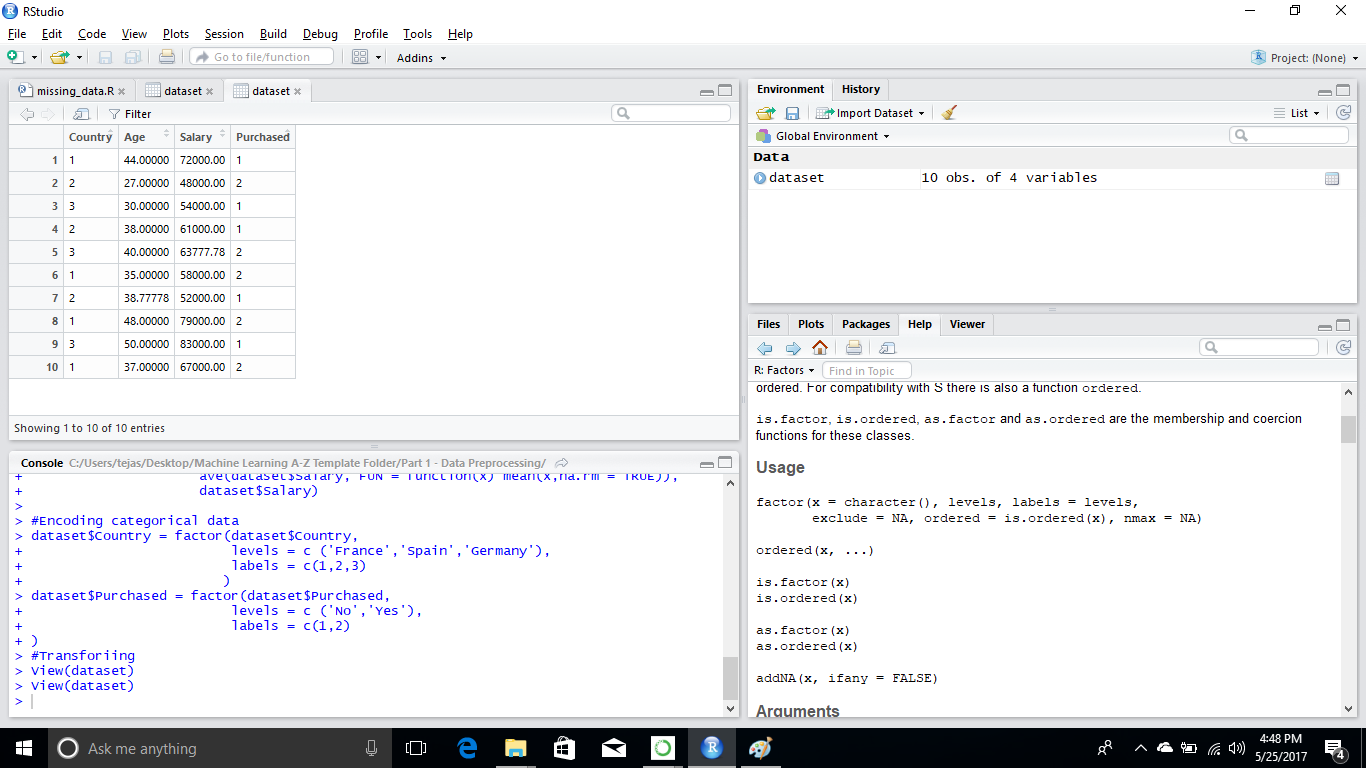 RStudio
File Edit Code View Plots Session Build Debug Profile Tools Help
Go to file/function Addins Project: (None)
missing_data.R dataset dataset
Filter
Country Age Salary Purchased
1 1 44.00000 72000.00 1
2 2 27.00000 48000.00 2
3 3 30.00000 54000.00 1
4 2 38.00000 61000.00 1
5 3 40.00000 63777.78 2
6 1 35.00000 58000.00 2
7 2 38.77778 52000.00 1
8 1 48.00000 79000.00 2
9 3 50.00000 83000.00 1
10 1 37.00000 67000.00 2
Showing 1 to 10 of 10 entries
Console C:/Users/tejas/Desktop/Machine Learning A-Z Template Folder/Part 1 - Data Preprocessing/
+ ave(dataset$Salary, FUN = function(x) mean(x,na.rm = TRUE)),
+ dataset$Salary)
>
> #Encoding categorical data
> dataset$Country = factor(dataset$Country,
+ levels = c ('France','Spain','Germany'),
+ labels = c(1,2,3)
+ )
> dataset$Purchased = factor(dataset$Purchased,
+ levels = c ('No','Yes'),
+ labels = c(1,2)
+ )
> #Transforiing
> View(dataset)
> View(dataset)
>
Environment History
Import Dataset List
Global Environment
Data
dataset 10 obs. of 4 variables
Files Plots Packages Help Viewer
R: Factors Find in Topic
ordered. For compatibility with S there is also a function ordered.
is.factor, is.ordered, as.factor and as.ordered are the membership and coercion
functions for these classes.
Usage
factor(x = character(), levels, labels = levels,
exclude = NA, ordered = is.ordered(x), nmax = NA)
ordered(x, ...)
is.factor(x)
is.ordered(x)
as.factor(x)
as.ordered(x)
addNA(x, ifany = FALSE)
Arguments
Ask me anything
4:48 PM
5/25/2017
4